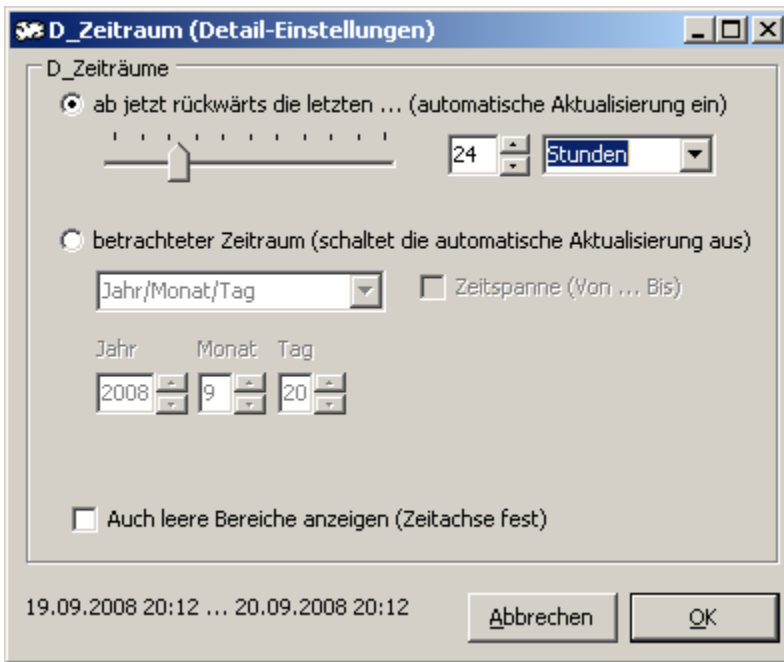 D_Zeitraum (Detail-Einstellungen)
D_Zeiträume
ab jetzt rückwärts die letzten ... (automatische Aktualisierung ein)
24 Stunden
betrachteter Zeitraum (schaltet die automatische Aktualisierung aus)
Jahr/Monat/Tag Zeitspanne (Von ... Bis)
Jahr Monat Tag
2008 9 20
Auch leere Bereiche anzeigen (Zeitachse fest)
19.09.2008 20:12 ... 20.09.2008 20:12 Abbrechen OK